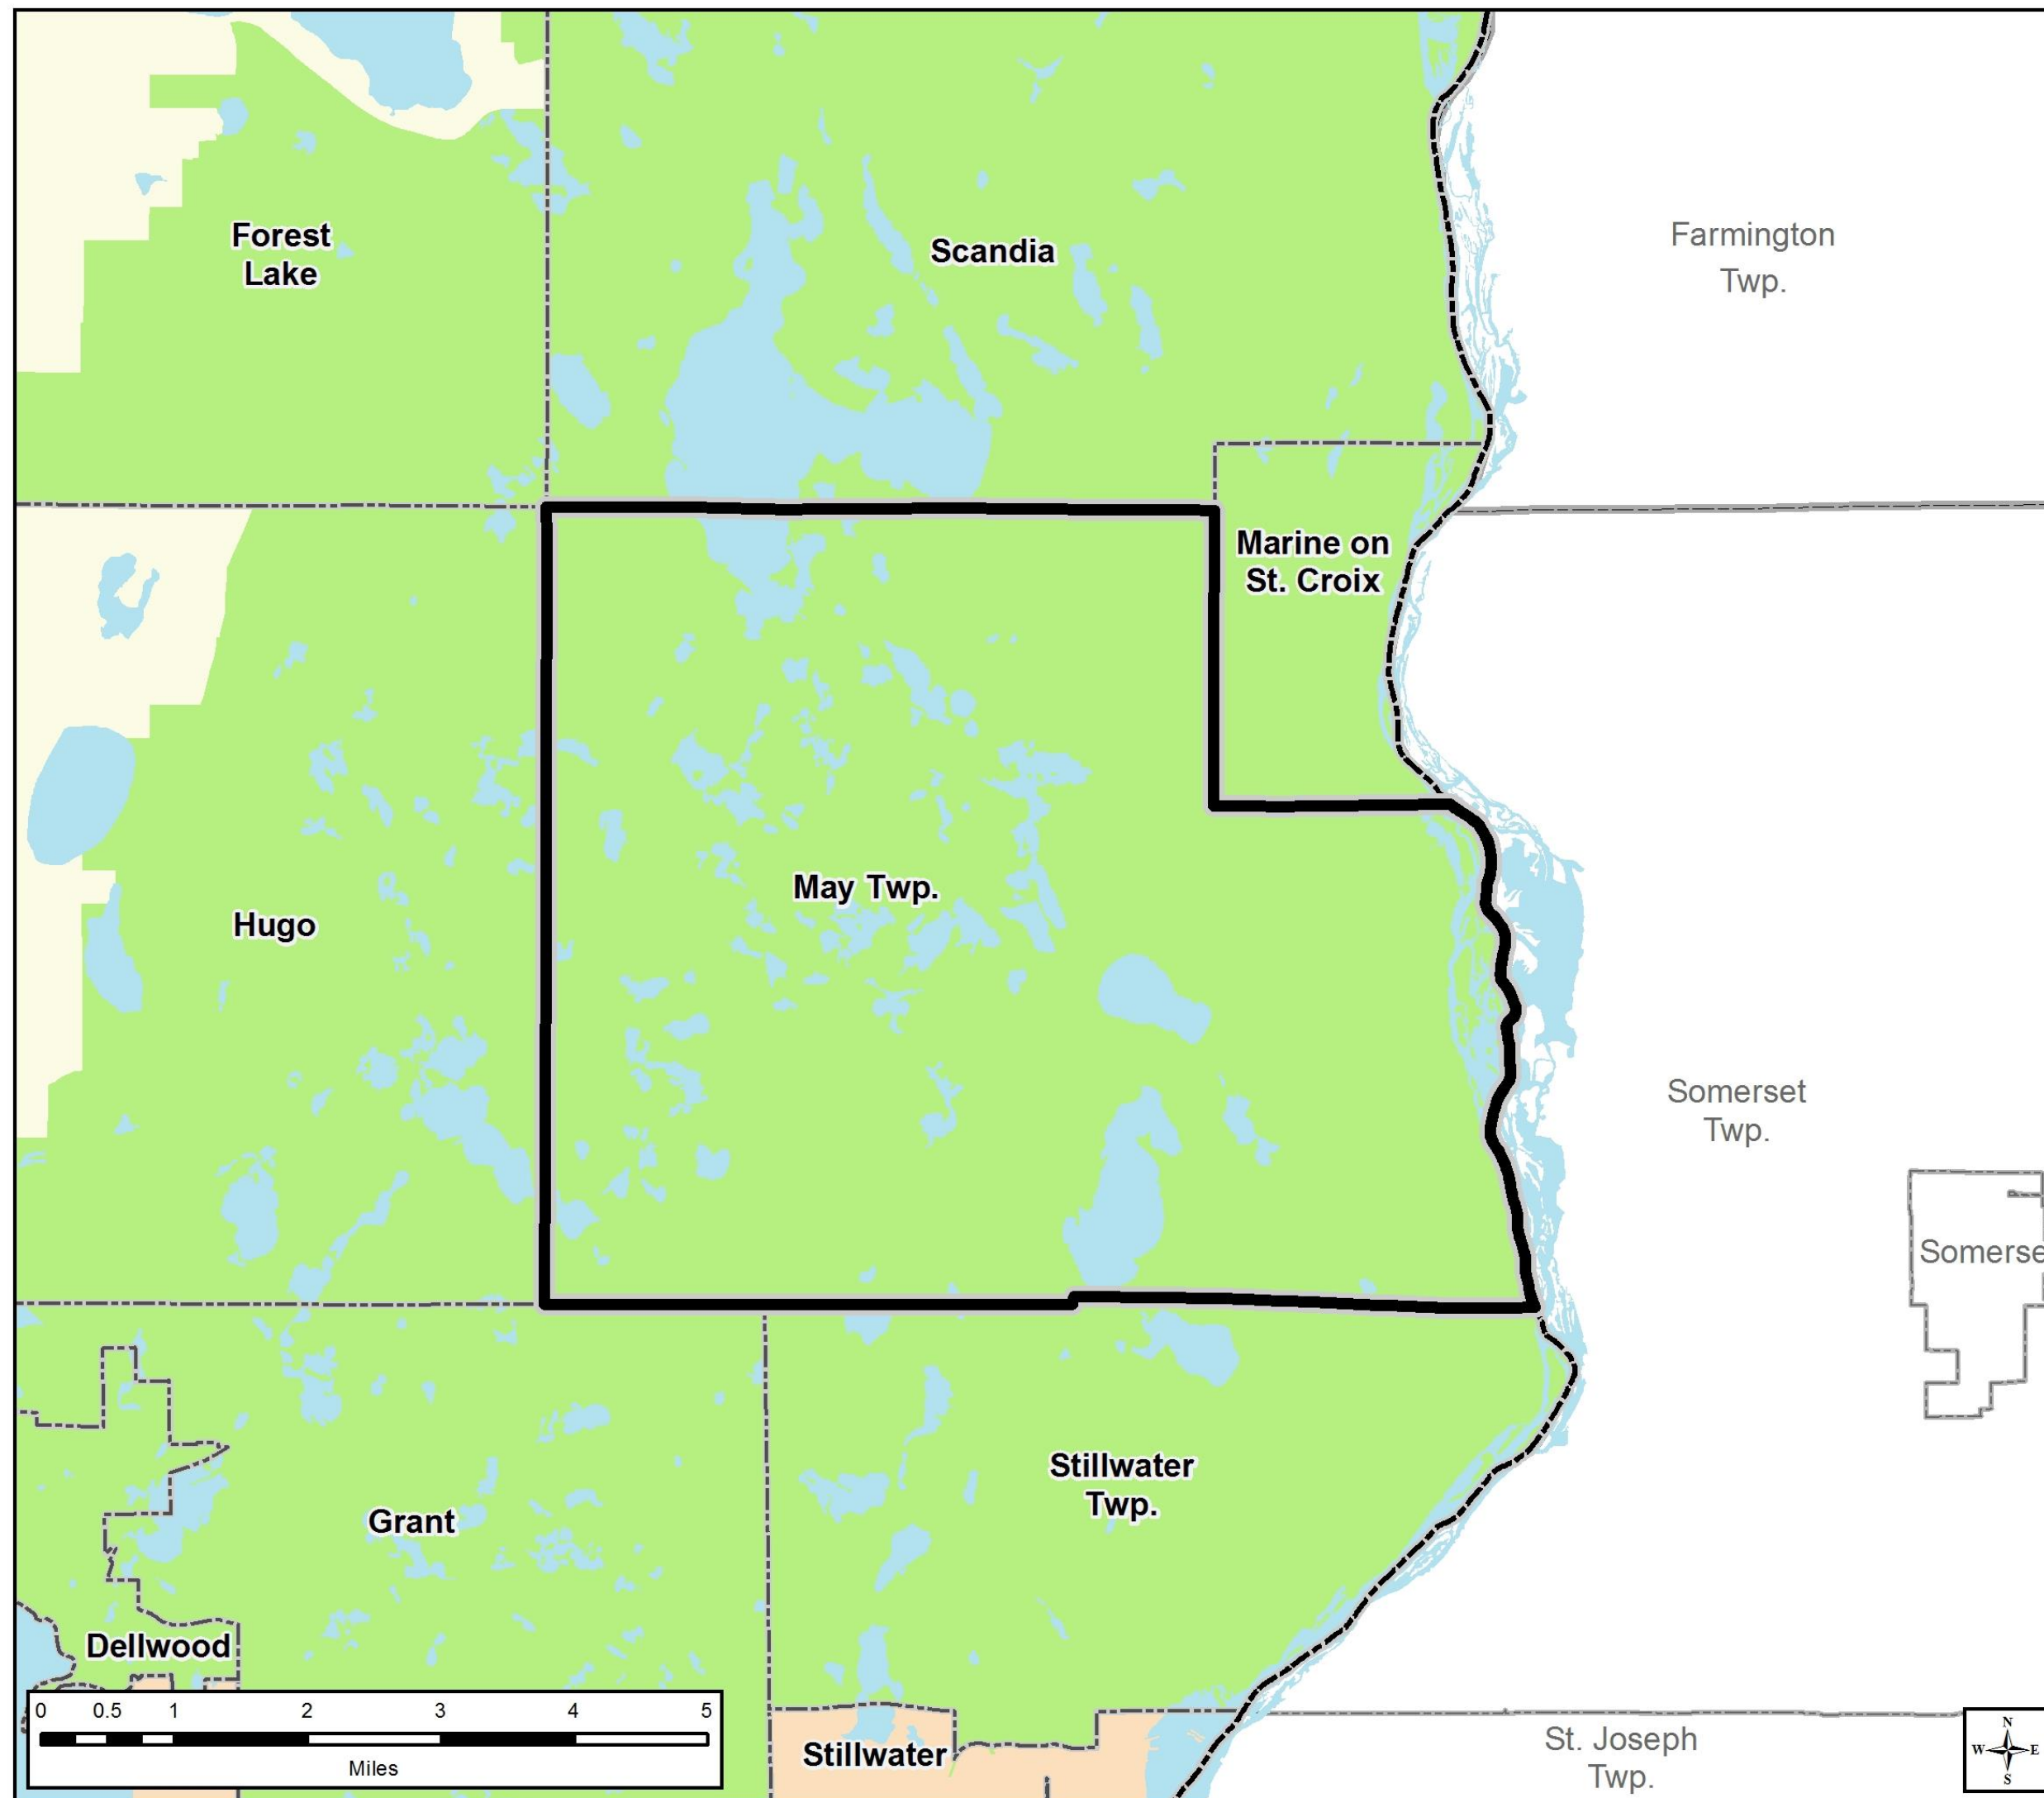 Forest
Lake
Scandia
Farmington
Twp.
Marine on
St. Croix
May Twp.
Hugo
Somerset
Twp.
Somerse
Stillwater
Twp.
Grant
Dellwood
0 0.5 1 2 3 4 5
Miles
Stillwater
St. Joseph
Twp.
N
W E
S